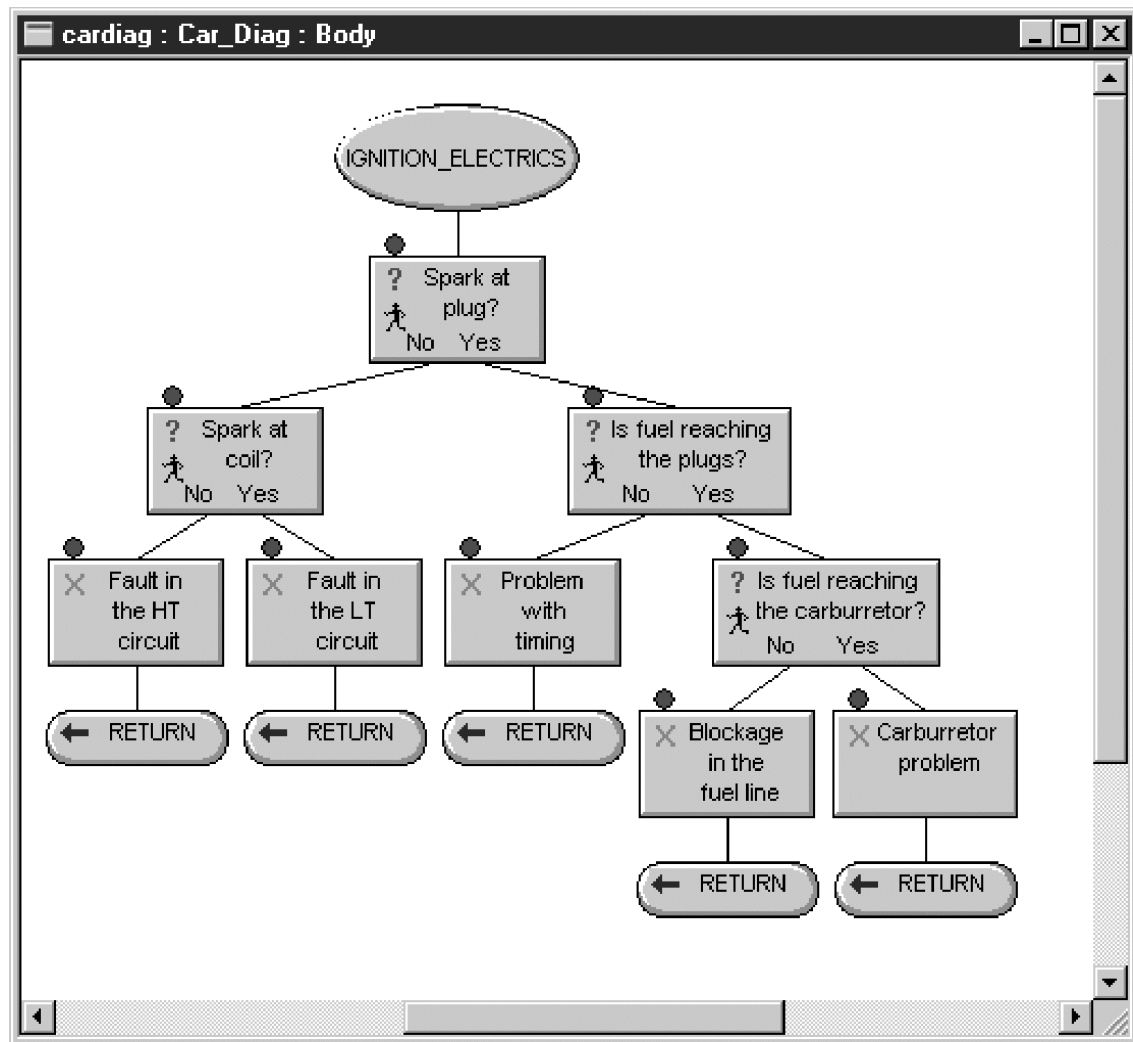 cardiag : Car_Diag : Body
IGNITION_ELECTRICS
? Spark at
plug?
No Yes
? Spark at
coil?
No Yes
? Is fuel reaching
the plugs?
No Yes
Fault in
the HT
circuit
Fault in
the LT
circuit
Problem
with
timing
? Is fuel reaching
the carburretor?
No Yes
RETURN
RETURN
RETURN
Blockage
in the
fuel line
Carburretor
problem
RETURN
RETURN